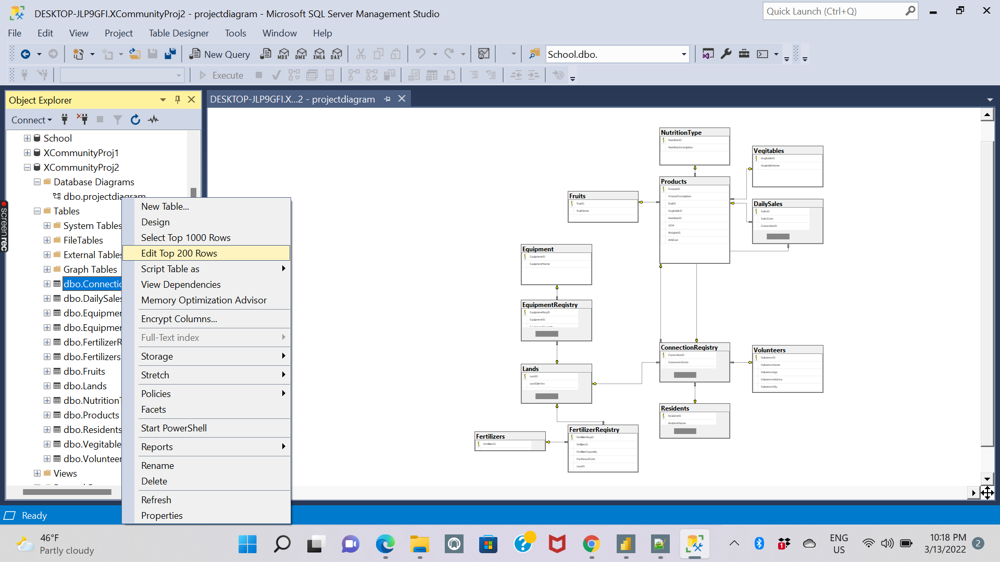 DESKTOP-JLP9GFI.XCommunityProj2 - projectdiagram - Microsoft SQL Server Management Studio
Quick Launch (Ctrl+Q)
File Edit View Project Table Designer Tools Window Help
New Query MDX DMX XMLA DAX School.dbo.
Execute
Object Explorer
DESKTOP-JLP9GFI.X...2 - projectdiagram
Connect
School
XCommunityProj1
XCommunityProj2
Database Diagrams
dbo.projectdiagram
Tables
System Tables
FileTables
External Tables
Graph Tables
dbo.Connectio
dbo.DailySales
dbo.Equipmer
dbo.Equipmer
dbo.FertilizerR
dbo.Fertilizers
dbo.Fruits
dbo.Lands
dbo.NutritionT
dbo.Products
dbo.Residents
dbo.Vegitable
dbo.Volunteer
Views
New Table...
Design
Select Top 1000 Rows
Edit Top 200 Rows
Script Table as
View Dependencies
Memory Optimization Advisor
Encrypt Columns...
Full-Text index
Storage
Stretch
Policies
Facets
Start PowerShell
Reports
Rename
Delete
Refresh
Properties
NutritionType
NutritionID
NutritionDescription
Vegitables
VegitableID
VegitableName
Products
ProductID
ProductDescription
FruitID
VegitableID
NutritionID
UOM
WeightKG
AVGCost
Fruits
FruitID
FruitName
DailySales
SalesID
SalesDate
ConnectionID
Equipment
EquipmentID
EquipmentName
EquipmentRegistry
EquipmentRegID
EquipmentID
EquipmentQuantity
ConnectionRegistry
ConnectionID
ConnectedDate
Volunteers
VolunteerID
VolunteerName
VolunteerAge
VolunteerAddress
VolunteerCity
Lands
LandID
LandSizeHec
Residents
ResidentID
ResidentName
Fertilizers
FertilizerID
FertilizerRegistry
FertilizerRegID
FertilizerID
FertilizerQuantity
PurchasedDate
LandID
screenrec
Ready
46°F
Partly cloudy
1
ENG
US
10:18 PM
3/13/2022
2